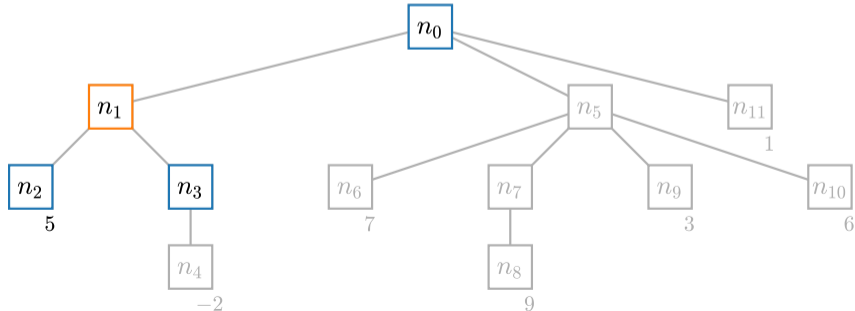 n₀
n₁ n₅ n₁₁
1
n₂ n₃ n₆ n₇ n₉ n₁₀
5 7 3 6
n₄ n₈
−2 9